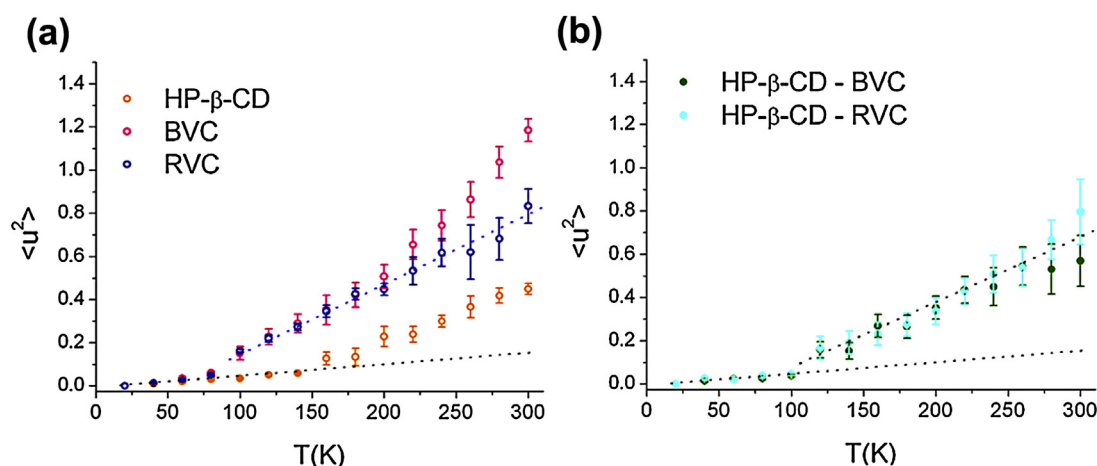 (a)
1.4
1.2
1.0
0.8
0.6
0.4
0.2
0.0
<u²>
HP-β-CD
BVC
RVC
0 50 100 150 200 250 300
T(K)
(b)
1.4
1.2
1.0
0.8
0.6
0.4
0.2
0.0
<u²>
HP-β-CD - BVC
HP-β-CD - RVC
0 50 100 150 200 250 300
T(K)